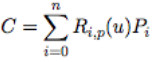 C = \sum_{i=0}^{n} R_{i,p}(u) P_i